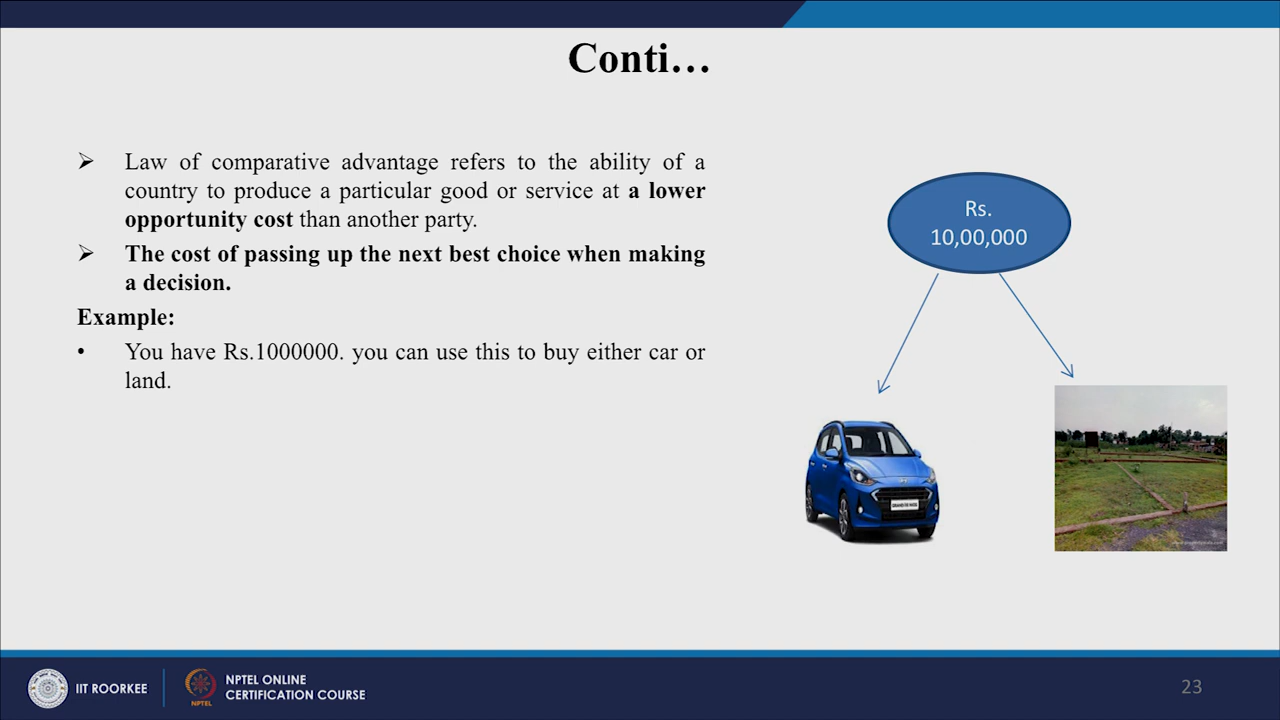 Conti…
➢ Law of comparative advantage refers to the ability of a
country to produce a particular good or service at a lower
opportunity cost than another party.
➢ The cost of passing up the next best choice when making
a decision.
Example:
• You have Rs.1000000. you can use this to buy either car or
land.
Rs.
10,00,000
IIT ROORKEE
NPTEL
NPTEL ONLINE
CERTIFICATION COURSE
23